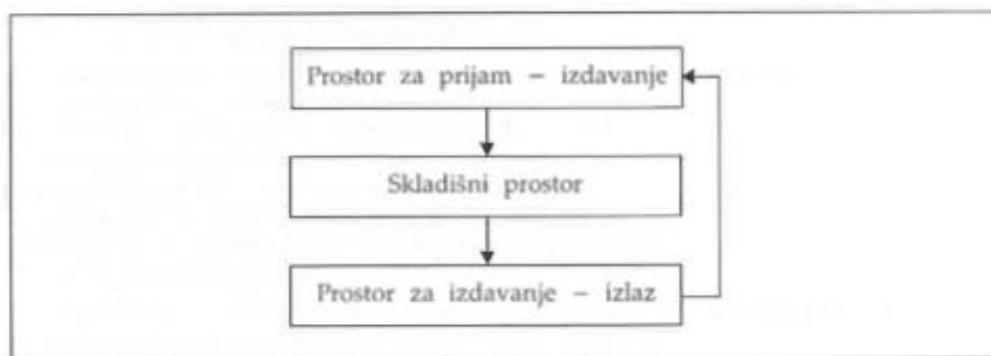 Prostor za prijam – izdavanje
Skladišni prostor
Prostor za izdavanje – izlaz